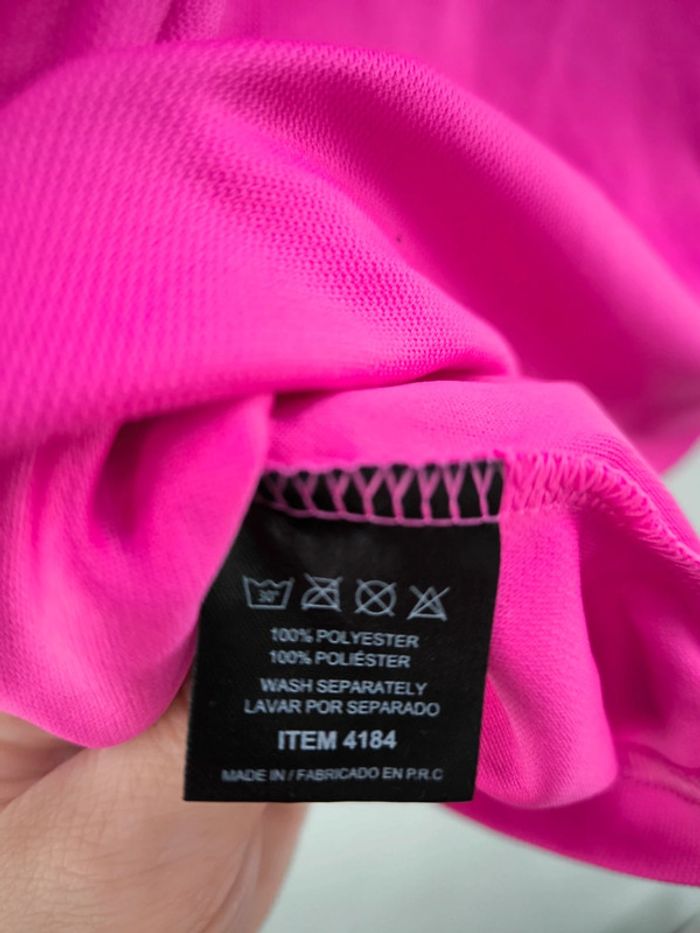 30°
100% POLYESTER
100% POLIÉSTER
WASH SEPARATELY
LAVAR POR SEPARADO
ITEM 4184
MADE IN / FABRICADO EN P.R.C